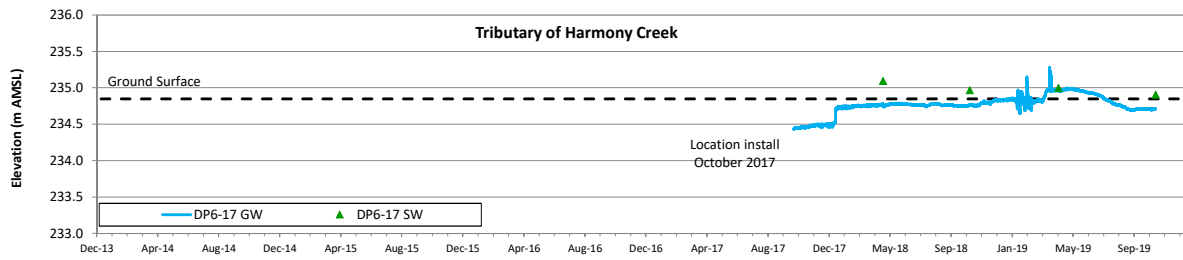 Tributary of Harmony Creek
Elevation (m AMSL)
236.0
235.5
235.0
234.5
234.0
233.5
233.0
Ground Surface
Location install
October 2017
DP6-17 GW
DP6-17 SW
Dec-13
Apr-14
Aug-14
Dec-14
Apr-15
Aug-15
Dec-15
Apr-16
Aug-16
Dec-16
Apr-17
Aug-17
Dec-17
May-18
Sep-18
Jan-19
May-19
Sep-19